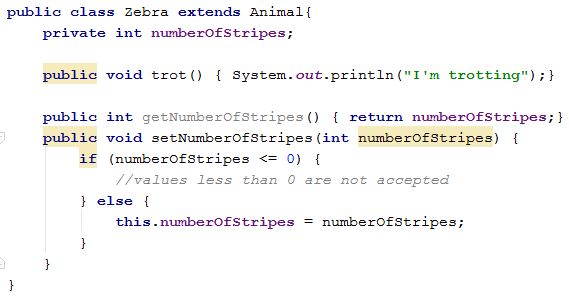 public class Zebra extends Animal{
private int numberOfStripes;
public void trot() { System.out.println("I'm trotting");}
public int getNumberOfStripes() { return numberOfStripes;}
public void setNumberOfStripes(int numberOfStripes) {
if (numberOfStripes <= 0) {
//values less than 0 are not accepted
} else {
this.numberOfStripes = numberOfStripes;
}
}
}